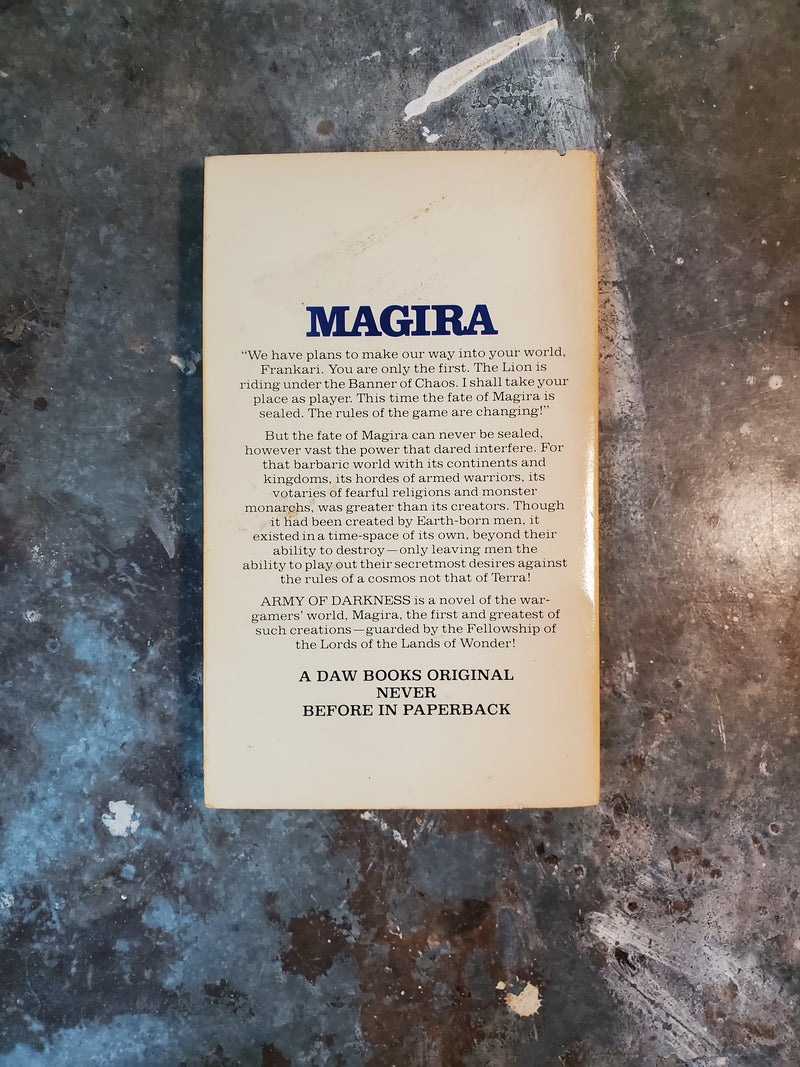 MAGIRA
“We have plans to make our way into your world,
Frankari. You are only the first. The Lion is
riding under the Banner of Chaos. I shall take your
place as player. This time the fate of Magira is
sealed. The rules of the game are changing!”
But the fate of Magira can never be sealed,
however vast the power that dared interfere. For
that barbaric world with its continents and
kingdoms, its hordes of armed warriors, its
votaries of fearful religions and monster
monarchs, was greater than its creators. Though
it had been created by Earth-born men, it
existed in a time-space of its own, beyond their
ability to destroy—only leaving men the
ability to play out their secretmost desires against
the rules of a cosmos not that of Terra!
ARMY OF DARKNESS is a novel of the war-
gamers’ world, Magira, the first and greatest of
such creations—guarded by the Fellowship of
the Lords of the Lands of Wonder!
A DAW BOOKS ORIGINAL
NEVER
BEFORE IN PAPERBACK